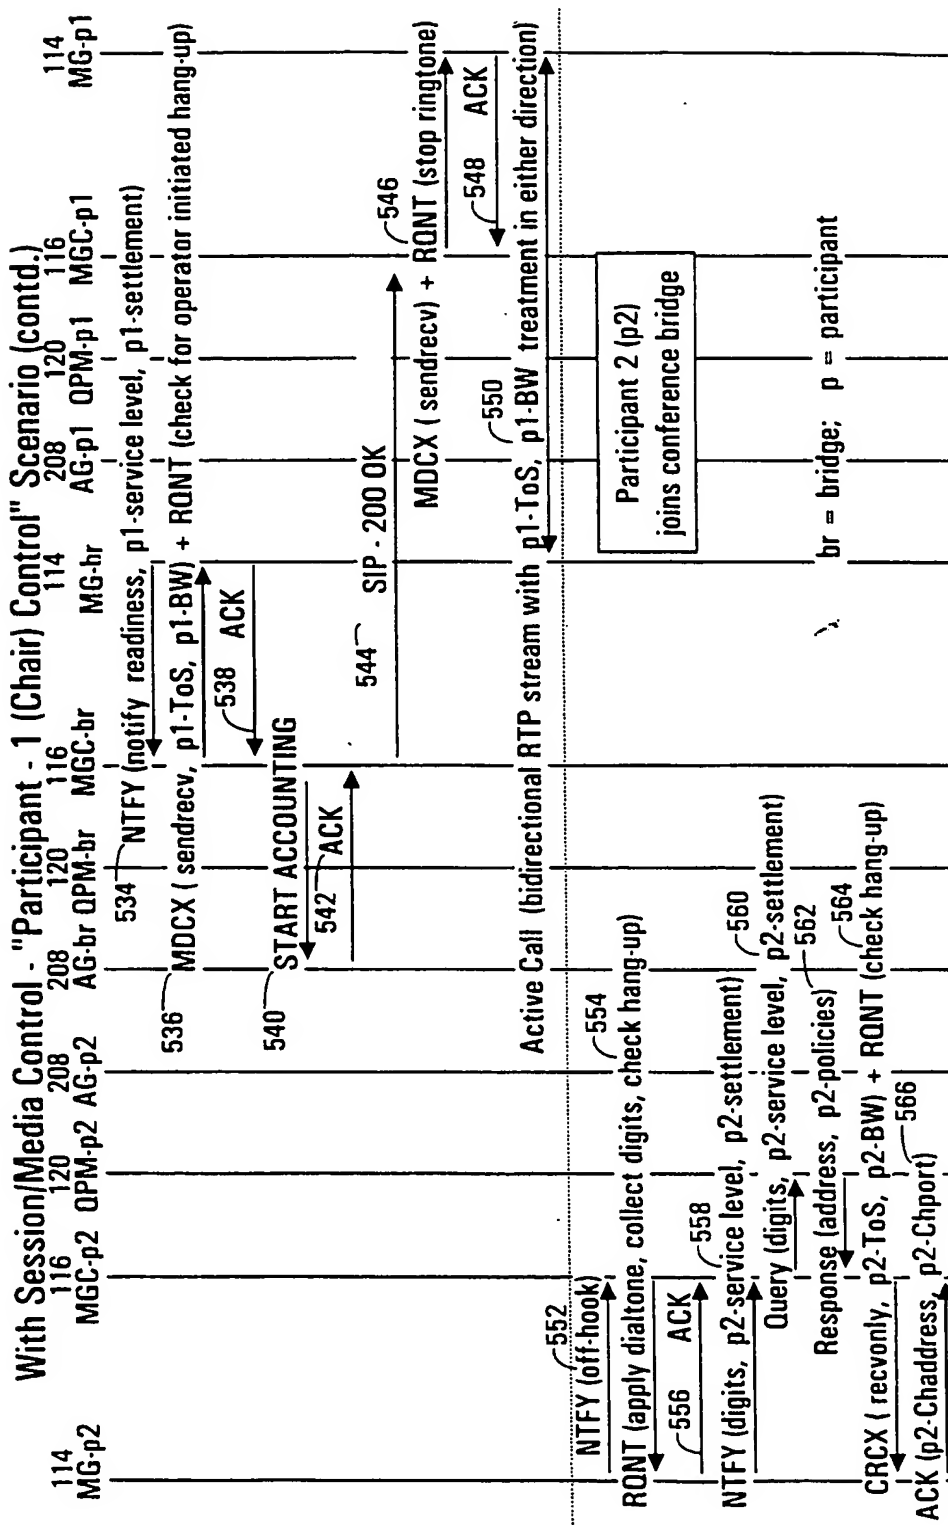 With Session/Media Control - "Participant - 1 (Chair) Control" Scenario (contd.)
114 116 120 208 208 120 116 114 208 120 116 114
MG-p2 MGC-p2 QPM-p2 AG-p2 AG-br QPM-br MGC-br MG-br AG-p1 QPM-p1 MGC-p1 MG-p1
534 NTFY (notify readiness, p1-service level, p1-settlement)
536 MDCX ( sendrecv, p1-ToS, p1-BW) + RQNT (check for operator initiated hang-up)
538 ACK
540 START ACCOUNTING
542 ACK
544 SIP - 200 OK
546
MDCX ( sendrecv) + RQNT (stop ringtone)
548 ACK
550
Active Call (bidirectional RTP stream with p1-ToS, p1-BW treatment in either direction)
552
NTFY (off-hook)
Participant 2 (p2)
joins conference bridge
554
RQNT (apply dialtone, collect digits, check hang-up)
556 ACK
558
NTFY (digits, p2-service level, p2-settlement)
560
Query (digits, p2-service level, p2-settlement
562
Response (address, p2-policies)
564
CRCX ( recvonly, p2-ToS, p2-BW) + RQNT (check hang-up)
566
ACK (p2-Chaddress, p2-Chport)
br = bridge; p = participant